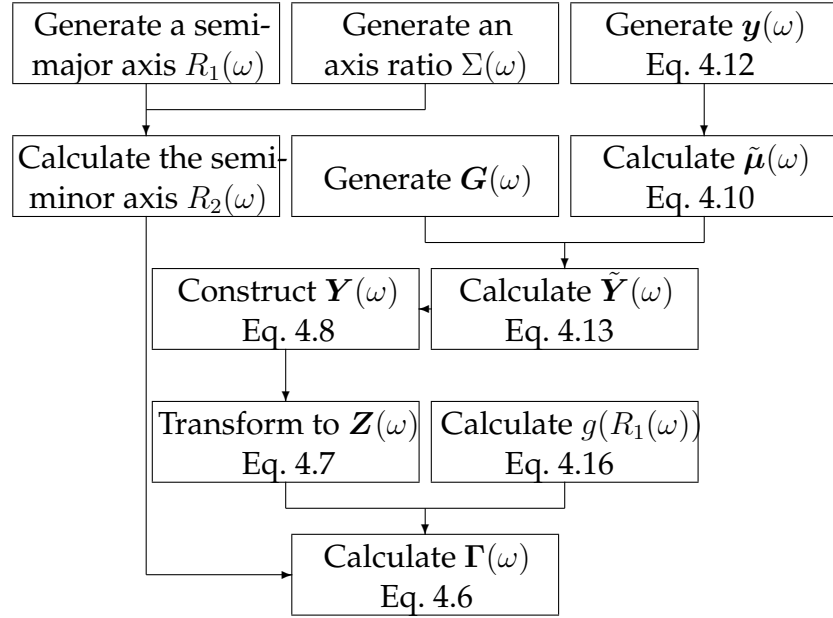 Generate a semi-
major axis R₁(ω)
Generate an
axis ratio Σ(ω)
Generate y(ω)
Eq. 4.12
Calculate the semi-
minor axis R₂(ω)
Generate G(ω)
Calculate μ̃(ω)
Eq. 4.10
Construct Y(ω)
Eq. 4.8
Calculate Ỹ(ω)
Eq. 4.13
Transform to Z(ω)
Eq. 4.7
Calculate g(R₁(ω))
Eq. 4.16
Calculate Γ(ω)
Eq. 4.6